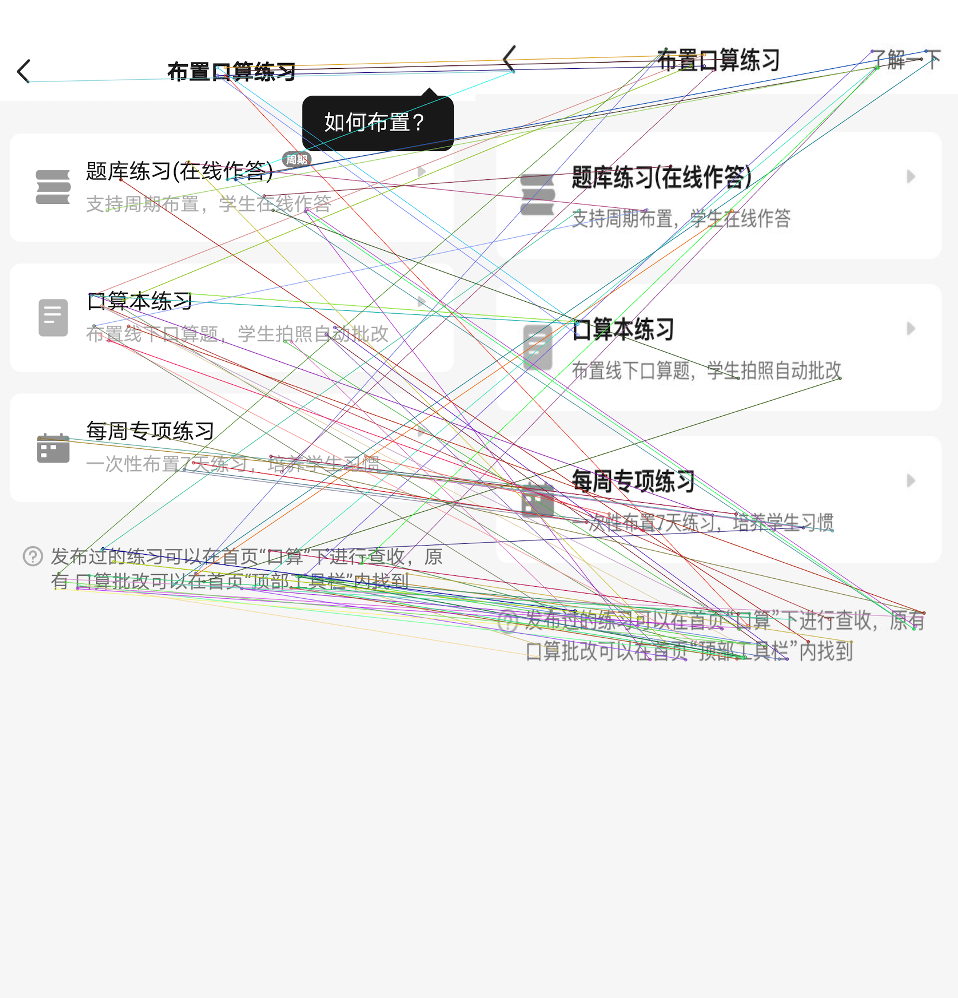 布置口算练习
如何布置？
题库练习(在线作答)
周期
支持周期布置，学生在线作答
口算本练习
布置线下口算题，学生拍照自动批改
每周专项练习
一次性布置7天练习，培养学生习惯
发布过的练习可以在首页“口算”下进行查收，原
有 口算批改可以在首页“顶部工具栏”内找到
布置口算练习
了解一下
题库练习(在线作答)
支持周期布置，学生在线作答
口算本练习
布置线下口算题，学生拍照自动批改
每周专项练习
一次性布置7天练习，培养学生习惯
发布过的练习可以在首页“口算”下进行查收，原有
口算批改可以在首页“顶部工具栏”内找到